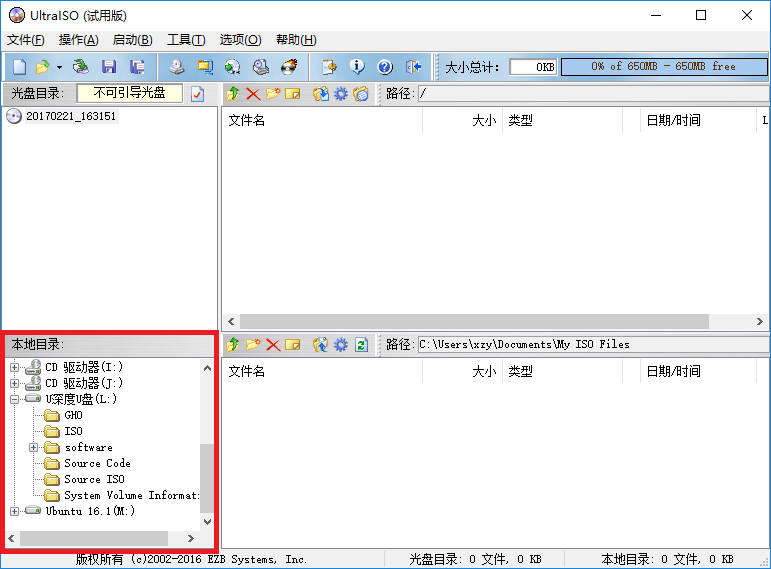 UltraISO (试用版)
文件(F) 操作(A) 启动(B) 工具(T) 选项(O) 帮助(H)
大小总计: 0KB 0% of 650MB - 650MB free
光盘目录: 不可引导光盘 路径: /
20170221_163151
文件名 大小 类型 日期/时间 L
本地目录: 路径: C:\Users\xzy\Documents\My ISO Files
文件名 大小 类型 日期/时间
CD 驱动器(I:)
CD 驱动器(J:)
U深度U盘(L:)
GHO
ISO
software
Source Code
Source ISO
System Volume Informat
Ubuntu 16.1(M:)
版权所有 (c)2002-2016 EZB Systems, Inc. 光盘目录: 0 文件, 0 KB 本地目录: 0 文件, 0 KB